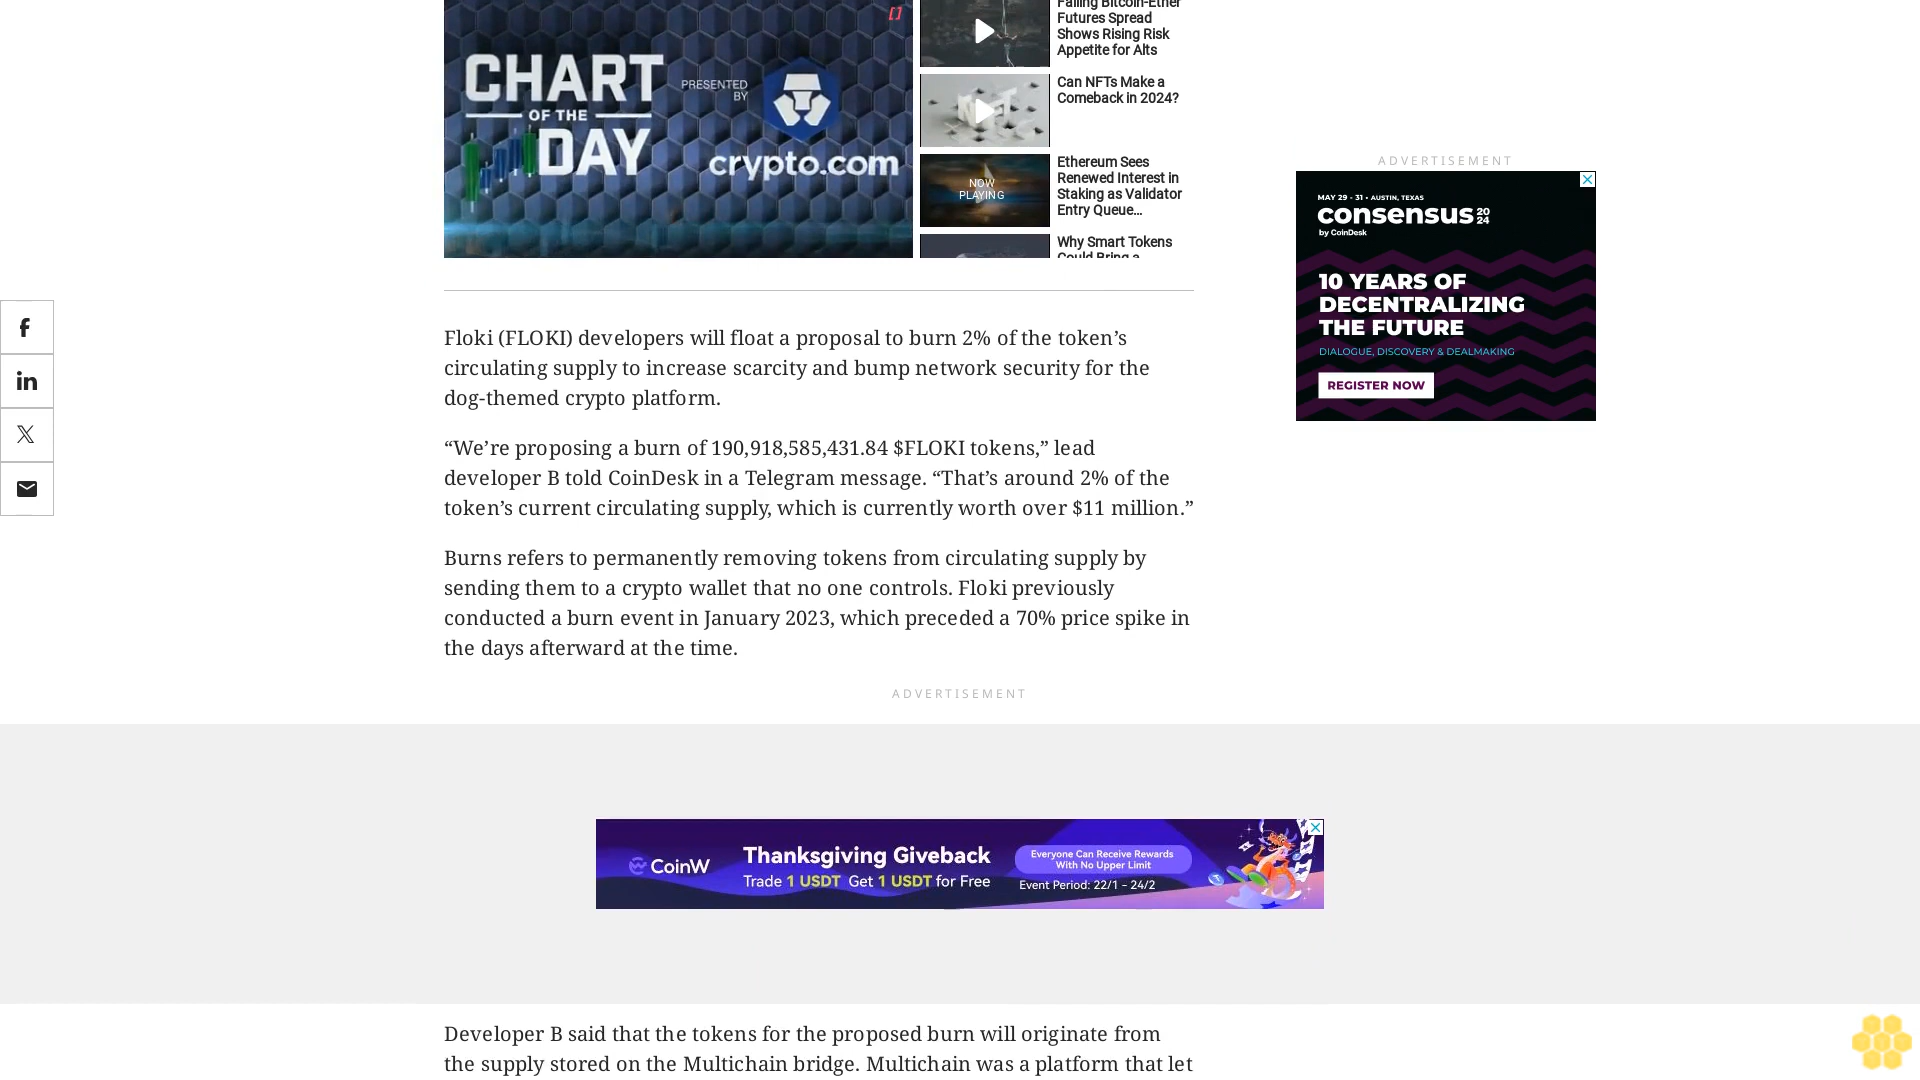 CHART
OF THE
DAY
PRESENTED
BY
crypto.com
Falling Bitcoin-Ether
Futures Spread
Shows Rising Risk
Appetite for Alts
Can NFTs Make a
Comeback in 2024?
NOW
PLAYING
Ethereum Sees
Renewed Interest in
Staking as Validator
Entry Queue...
Why Smart Tokens
Could Bring a
ADVERTISEMENT
MAY 29 - 31 • AUSTIN, TEXAS
consensus 2024
by CoinDesk
10 YEARS OF
DECENTRALIZING
THE FUTURE
DIALOGUE, DISCOVERY & DEALMAKING
REGISTER NOW
Floki (FLOKI) developers will float a proposal to burn 2% of the token’s
circulating supply to increase scarcity and bump network security for the
dog-themed crypto platform.
“We’re proposing a burn of 190,918,585,431.84 $FLOKI tokens,” lead
developer B told CoinDesk in a Telegram message. “That’s around 2% of the
token’s current circulating supply, which is currently worth over $11 million.”
Burns refers to permanently removing tokens from circulating supply by
sending them to a crypto wallet that no one controls. Floki previously
conducted a burn event in January 2023, which preceded a 70% price spike in
the days afterward at the time.
ADVERTISEMENT
CoinW
Thanksgiving Giveback
Trade 1 USDT Get 1 USDT for Free
Everyone Can Receive Rewards
With No Upper Limit
Event Period: 22/1 – 24/2
Developer B said that the tokens for the proposed burn will originate from
the supply stored on the Multichain bridge. Multichain was a platform that let